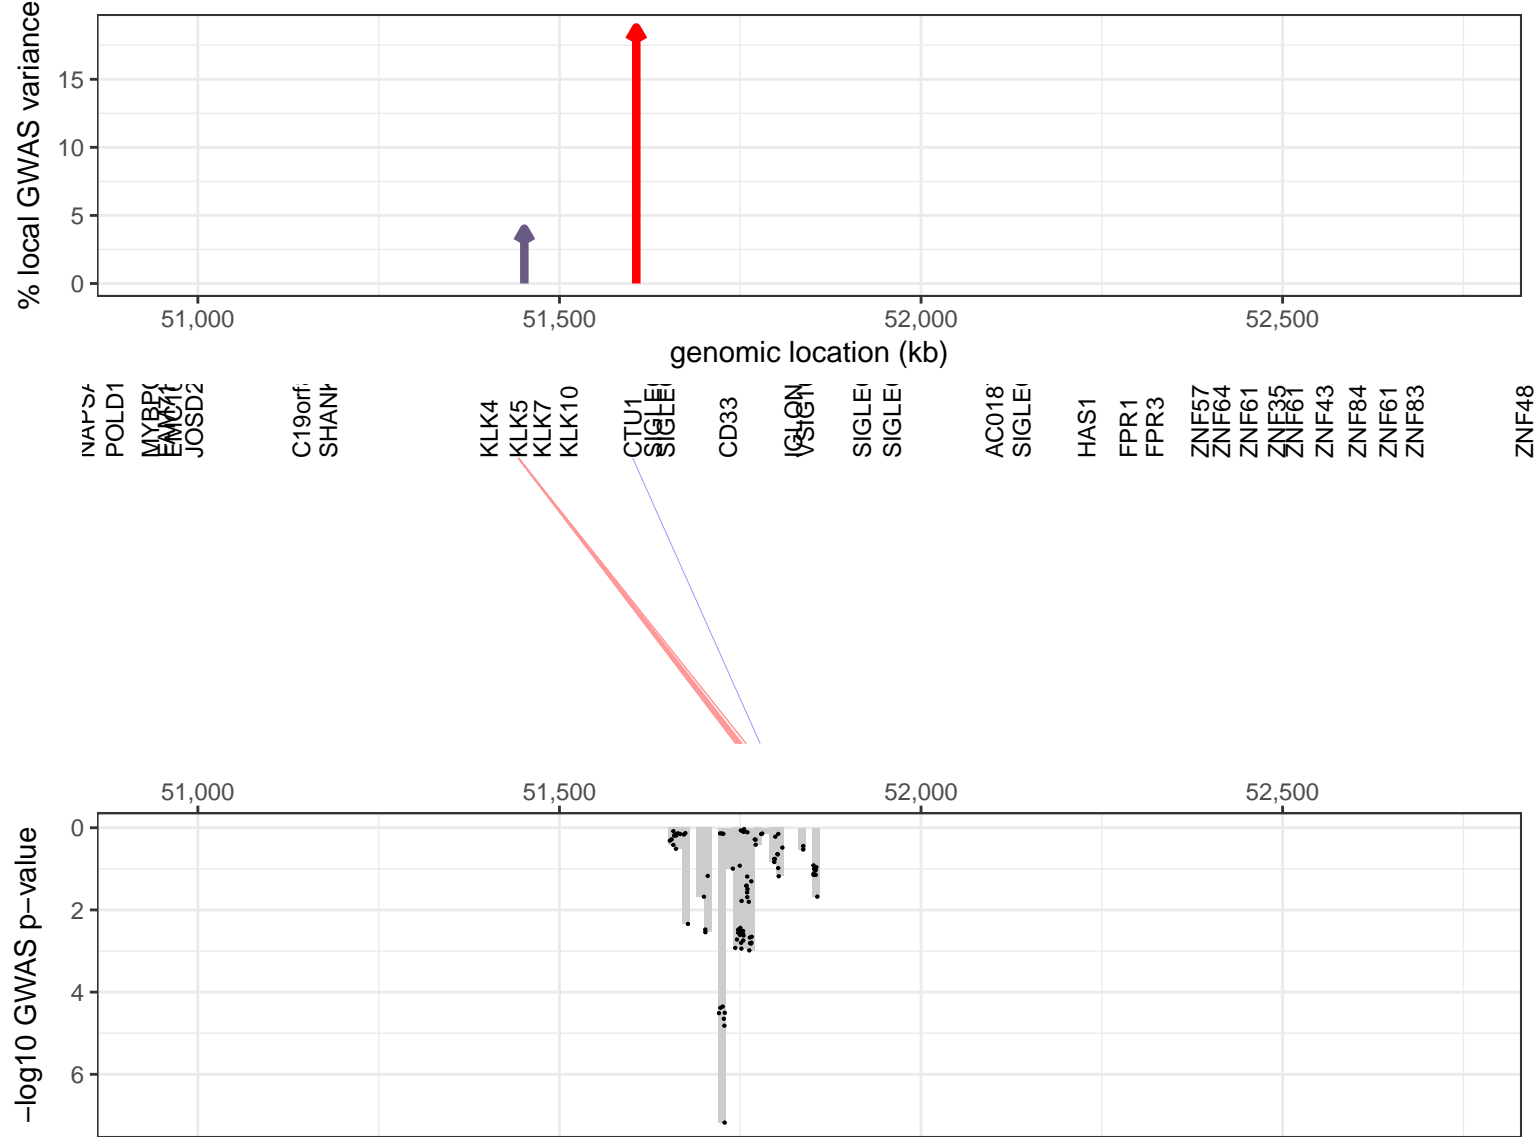 % local GWAS variance
15
10
5
0
51,000 51,500 52,000 52,500
genomic location (kb)
POLD1
JOSD2
C19orf
KLK4
KLK5
KLK7
KLK10
CTU1
CD33
HAS1
FPR1
FPR3
ZNF57
ZNF64
ZNF61
ZNF35
ZNF61
ZNF43
ZNF84
ZNF61
ZNF83
ZNF48
51,000 51,500 52,000 52,500
−log10 GWAS p−value
0
2
4
6